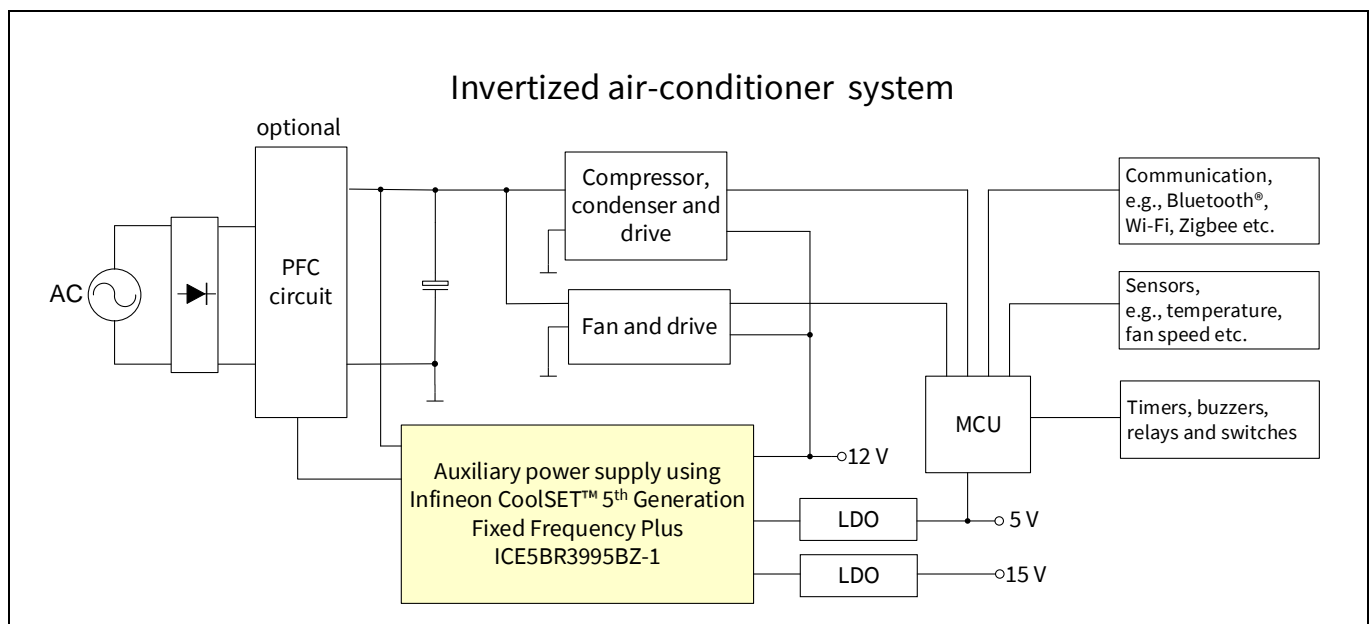 Invertized air-conditioner system
optional
Compressor,
condenser and
drive
Communication,
e.g., Bluetooth®,
Wi-Fi, Zigbee etc.
AC
PFC
circuit
Fan and drive
Sensors,
e.g., temperature,
fan speed etc.
MCU
Timers, buzzers,
relays and switches
Auxiliary power supply using
Infineon CoolSET™ 5th Generation
Fixed Frequency Plus
ICE5BR3995BZ-1
12 V
LDO
5 V
LDO
15 V